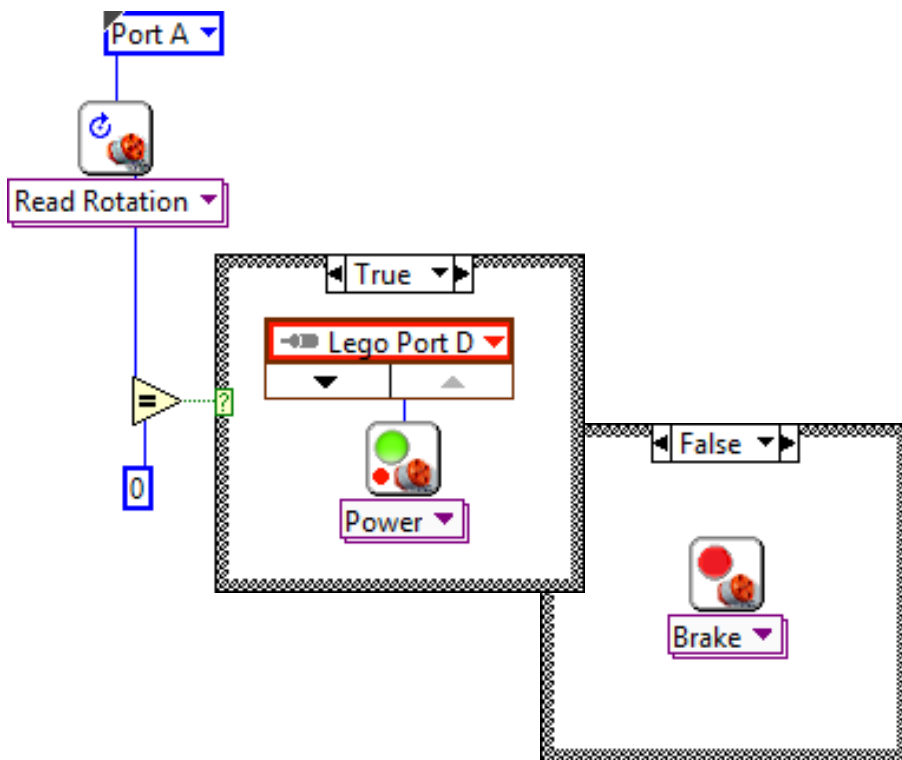 Port A
Read Rotation
True
Lego Port D
=
?
0
Power
False
Brake